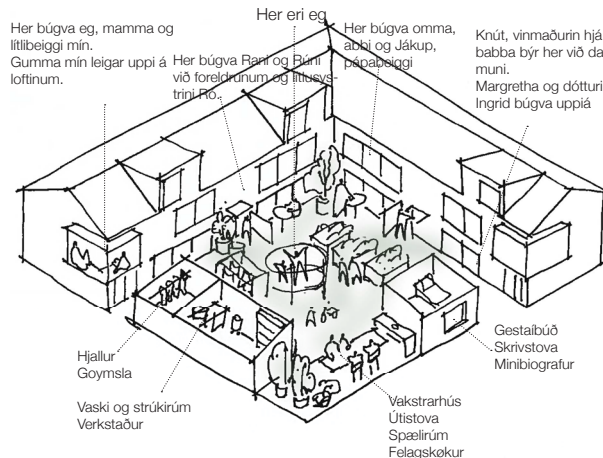 Her búgva eg, mamma og
lítlibeiggi mín.
Gumma mín leigar uppi á
loftinum.
Her búgva Rani og Rúni
við foreldrunum og lítlusys-
trini Ró.
Her eri eg
Her búgva omma,
abbi og Jákup,
pápabeiggi
Knút, vinmaðurin hjá
babba býr her við da
muni.
Margretha og dótturi
Ingrid búgva uppiá
Hjallur
Goymsla
Vaski og strúkirúm
Verkstaður
Gestaíbúð
Skrivstova
Minibiografur
Vakstrarhús
Útistova
Spælirúm
Felagskøkur